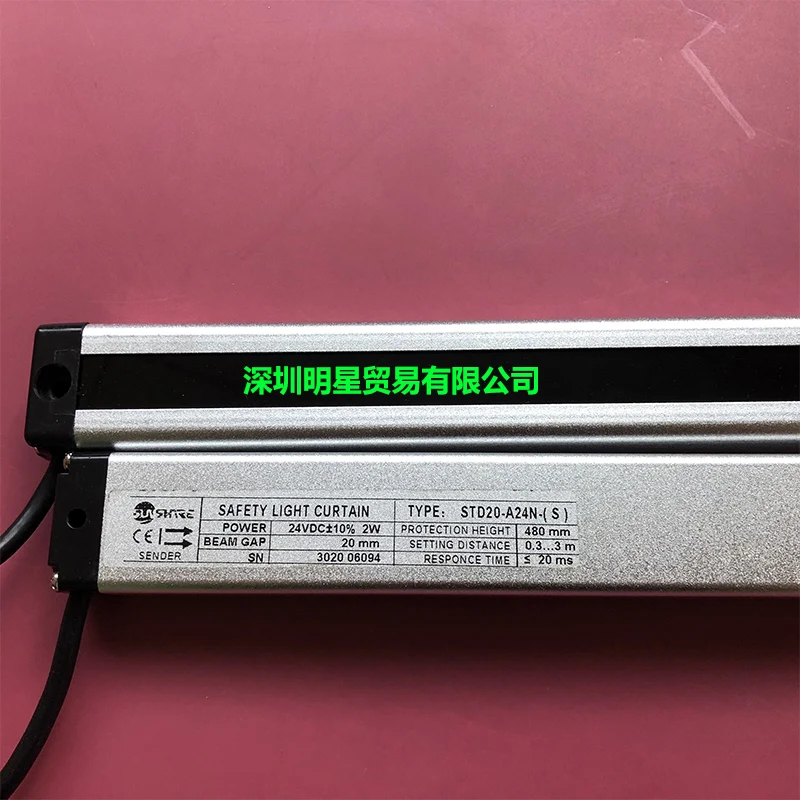 深圳明星贸易有限公司
SUNSHARE
CE
SENDER
SAFETY LIGHT CURTAIN
POWER 24VDC±10% 2W
BEAM GAP 20 mm
SN 3020 06094
TYPE: STD20-A24N-( S )
PROTECTION HEIGHT 480 mm
SETTING DISTANCE 0.3...3 m
RESPONCE TIME ≤ 20 ms